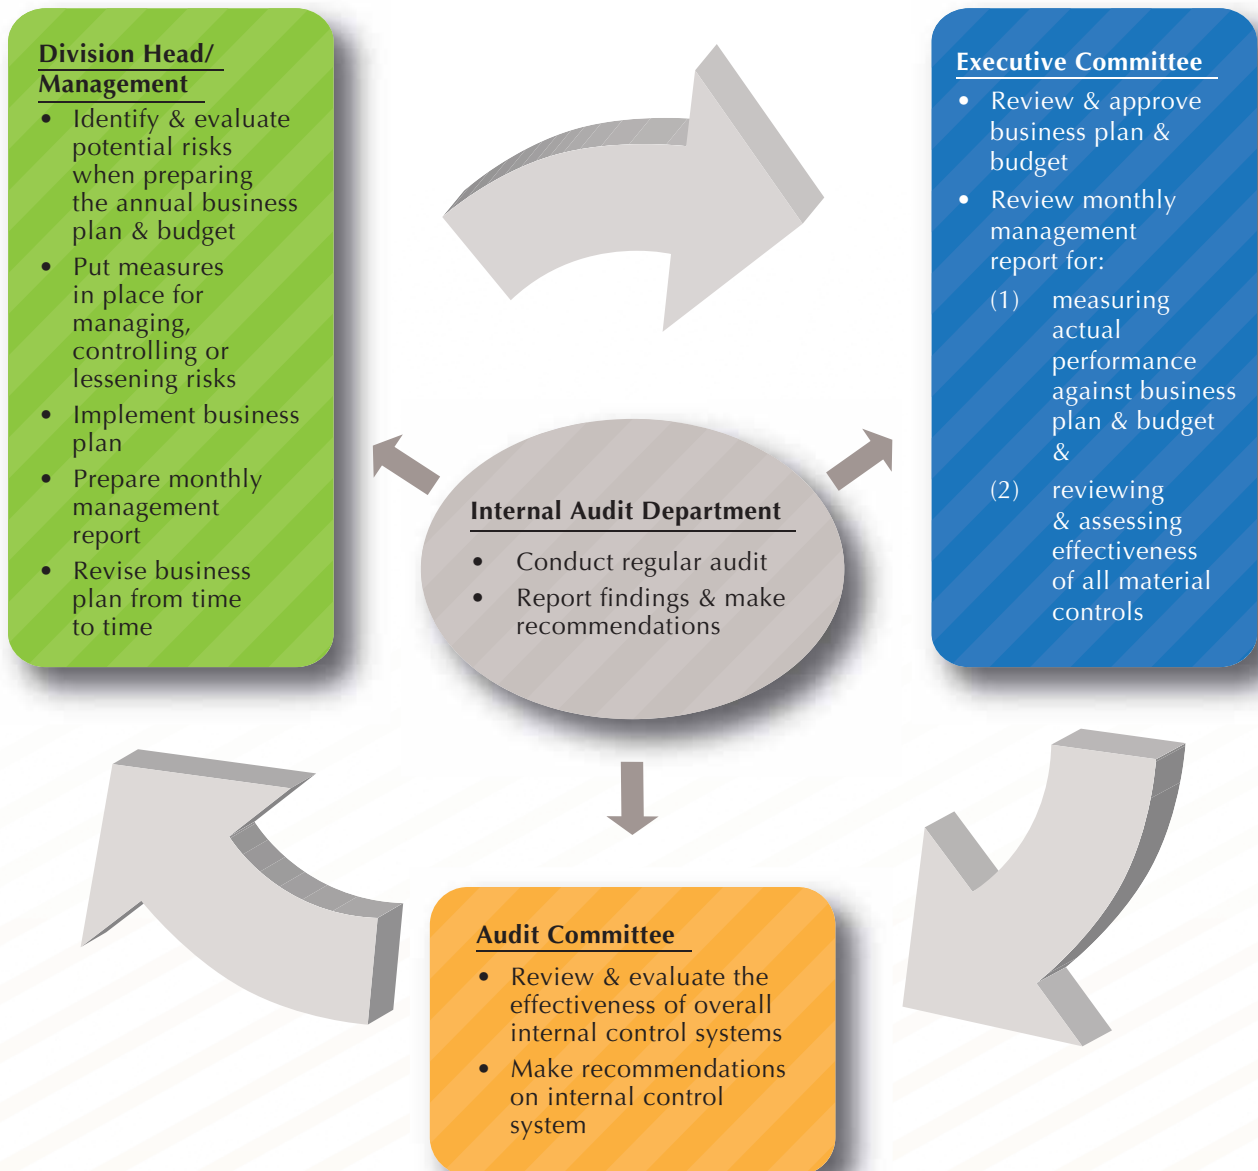 Division Head/
Management
• Identify & evaluate
potential risks
when preparing
the annual business
plan & budget
• Put measures
in place for
managing,
controlling or
lessening risks
• Implement business
plan
• Prepare monthly
management
report
• Revise business
plan from time
to time
Executive Committee
• Review & approve
business plan &
budget
• Review monthly
management
report for:
(1) measuring
actual
performance
against business
plan & budget
&
(2) reviewing
& assessing
effectiveness
of all material
controls
Internal Audit Department
• Conduct regular audit
• Report findings & make
recommendations
Audit Committee
• Review & evaluate the
effectiveness of overall
internal control systems
• Make recommendations
on internal control
system